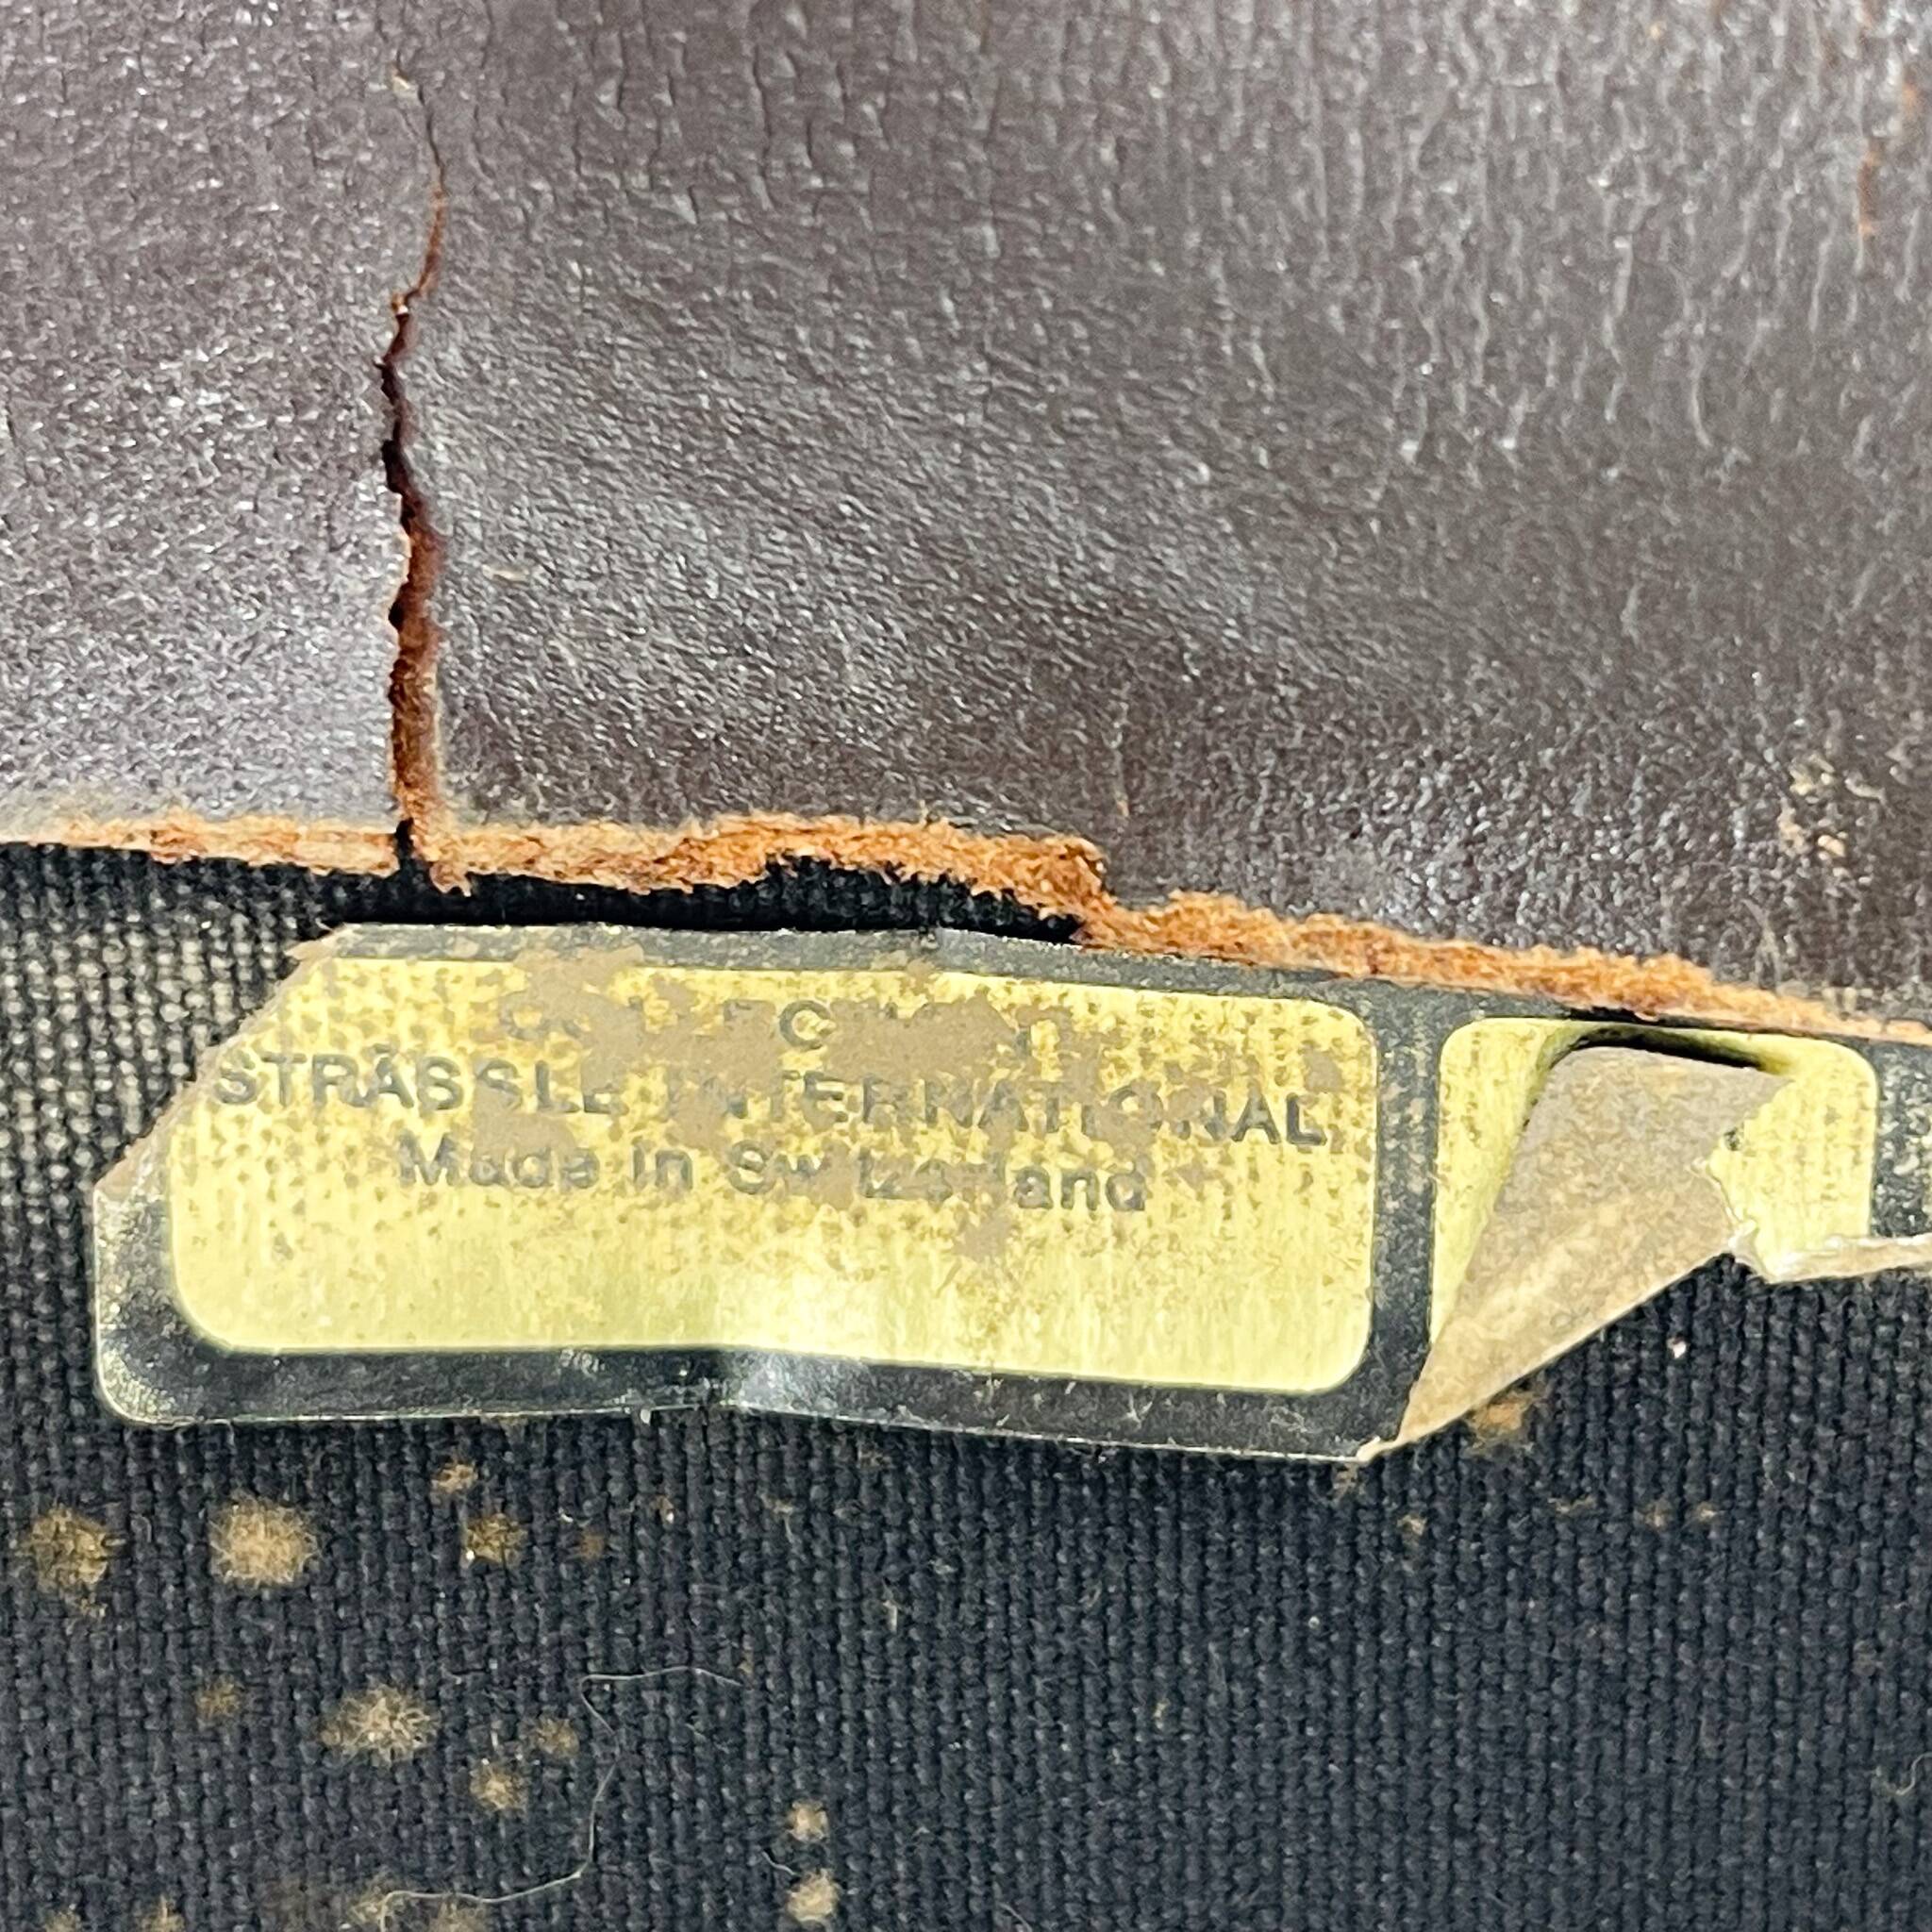 STRÄSSLE INTERNATIONAL
Made in Switzerland